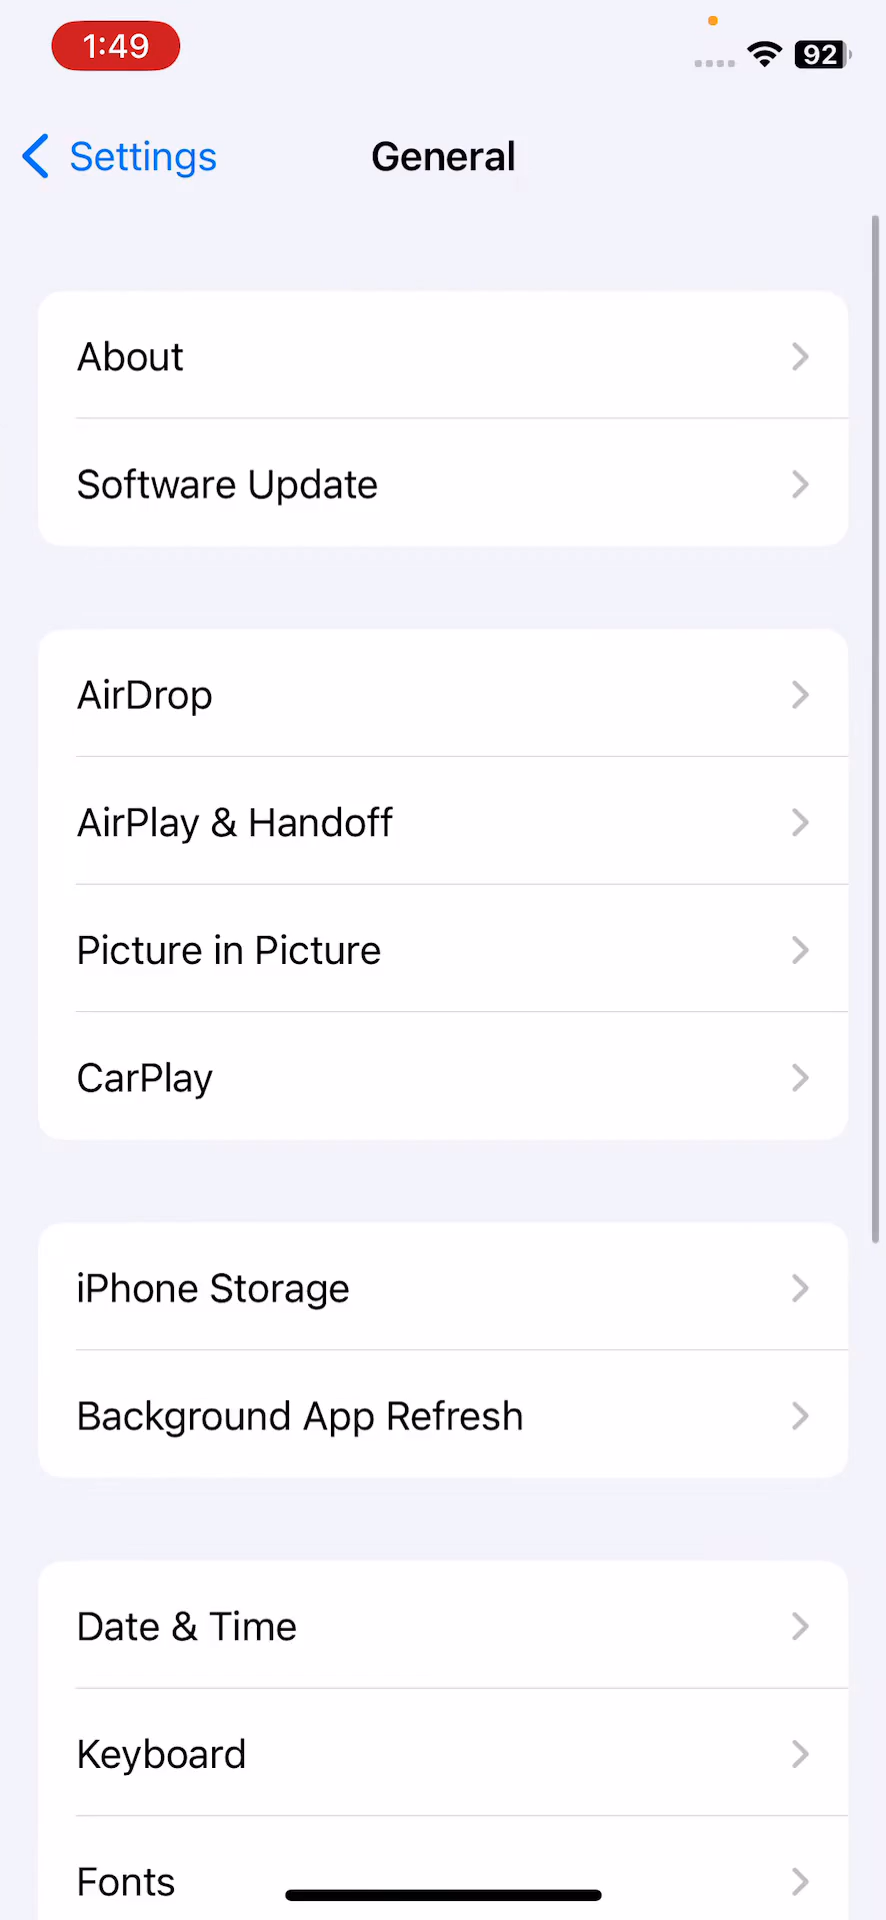 1:49
92
Settings
General
About
Software Update
AirDrop
AirPlay & Handoff
Picture in Picture
CarPlay
iPhone Storage
Background App Refresh
Date & Time
Keyboard
Fonts